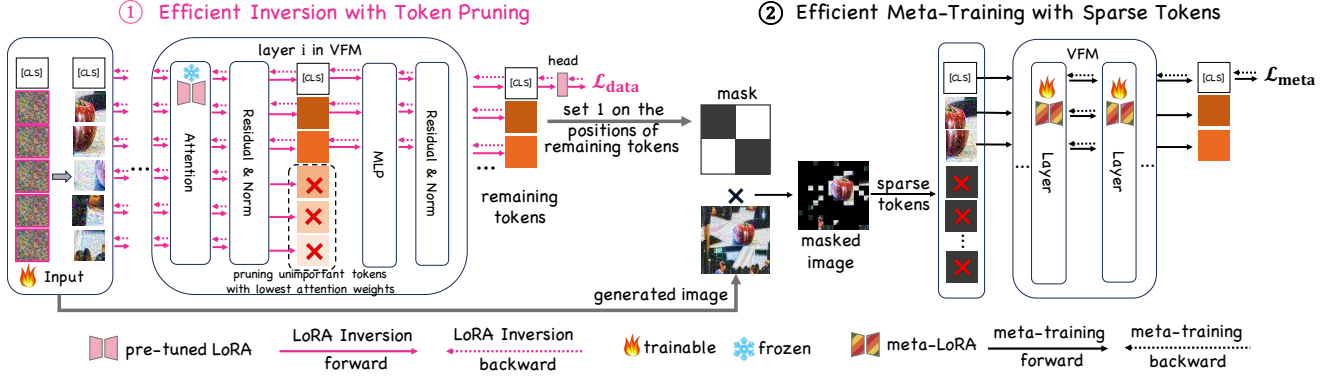 ① Efficient Inversion with Token Pruning
② Efficient Meta-Training with Sparse Tokens
[CLS]
[CLS]
...
Input
layer i in VFM
Attention
Residual & Norm
[CLS]
MLP
Residual & Norm
pruning unimportant tokens
with lowest attention weights
[CLS]
head
ℒdata
...
remaining
tokens
set 1 on the
positions of
remaining tokens
mask
generated image
masked
image
sparse
tokens
[CLS]
...
VFM
...
Layer
Layer
...
[CLS]
ℒmeta
pre-tuned LoRA
LoRA Inversion
forward
LoRA Inversion
backward
trainable
frozen
meta-LoRA
meta-training
forward
meta-training
backward